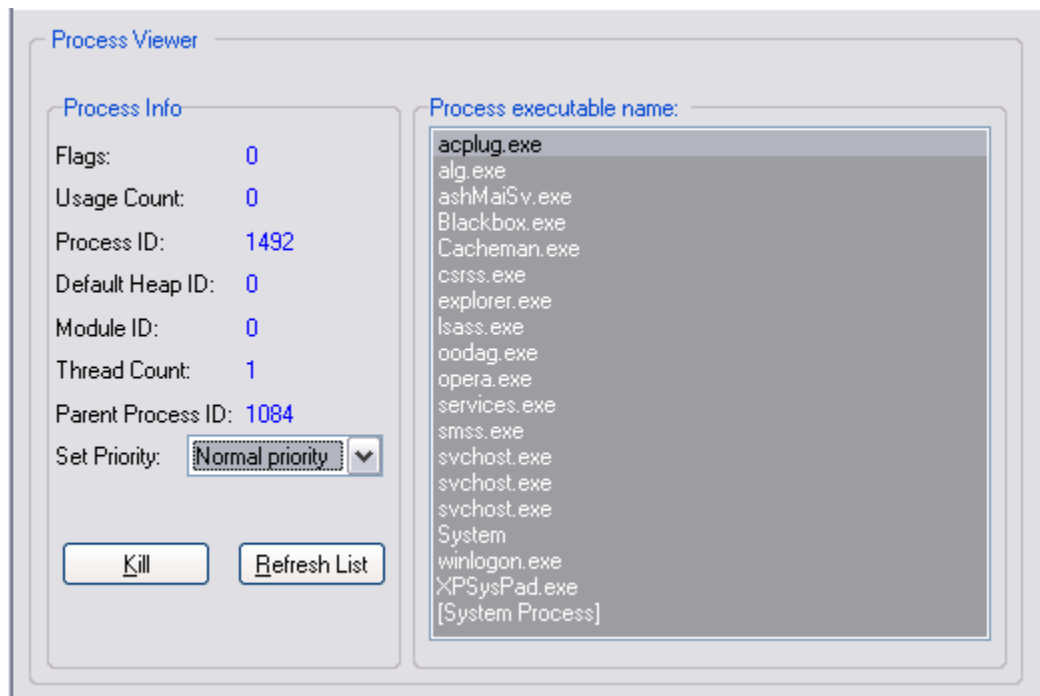 Process Viewer
Process Info
Flags: 0
Usage Count: 0
Process ID: 1492
Default Heap ID: 0
Module ID: 0
Thread Count: 1
Parent Process ID: 1084
Set Priority: Normal priority
Kill Refresh List
Process executable name:
acplug.exe
alg.exe
ashMaiSv.exe
Blackbox.exe
Cacheman.exe
csrss.exe
explorer.exe
lsass.exe
oodag.exe
opera.exe
services.exe
smss.exe
svchost.exe
svchost.exe
svchost.exe
System
winlogon.exe
XPSysPad.exe
[System Process]